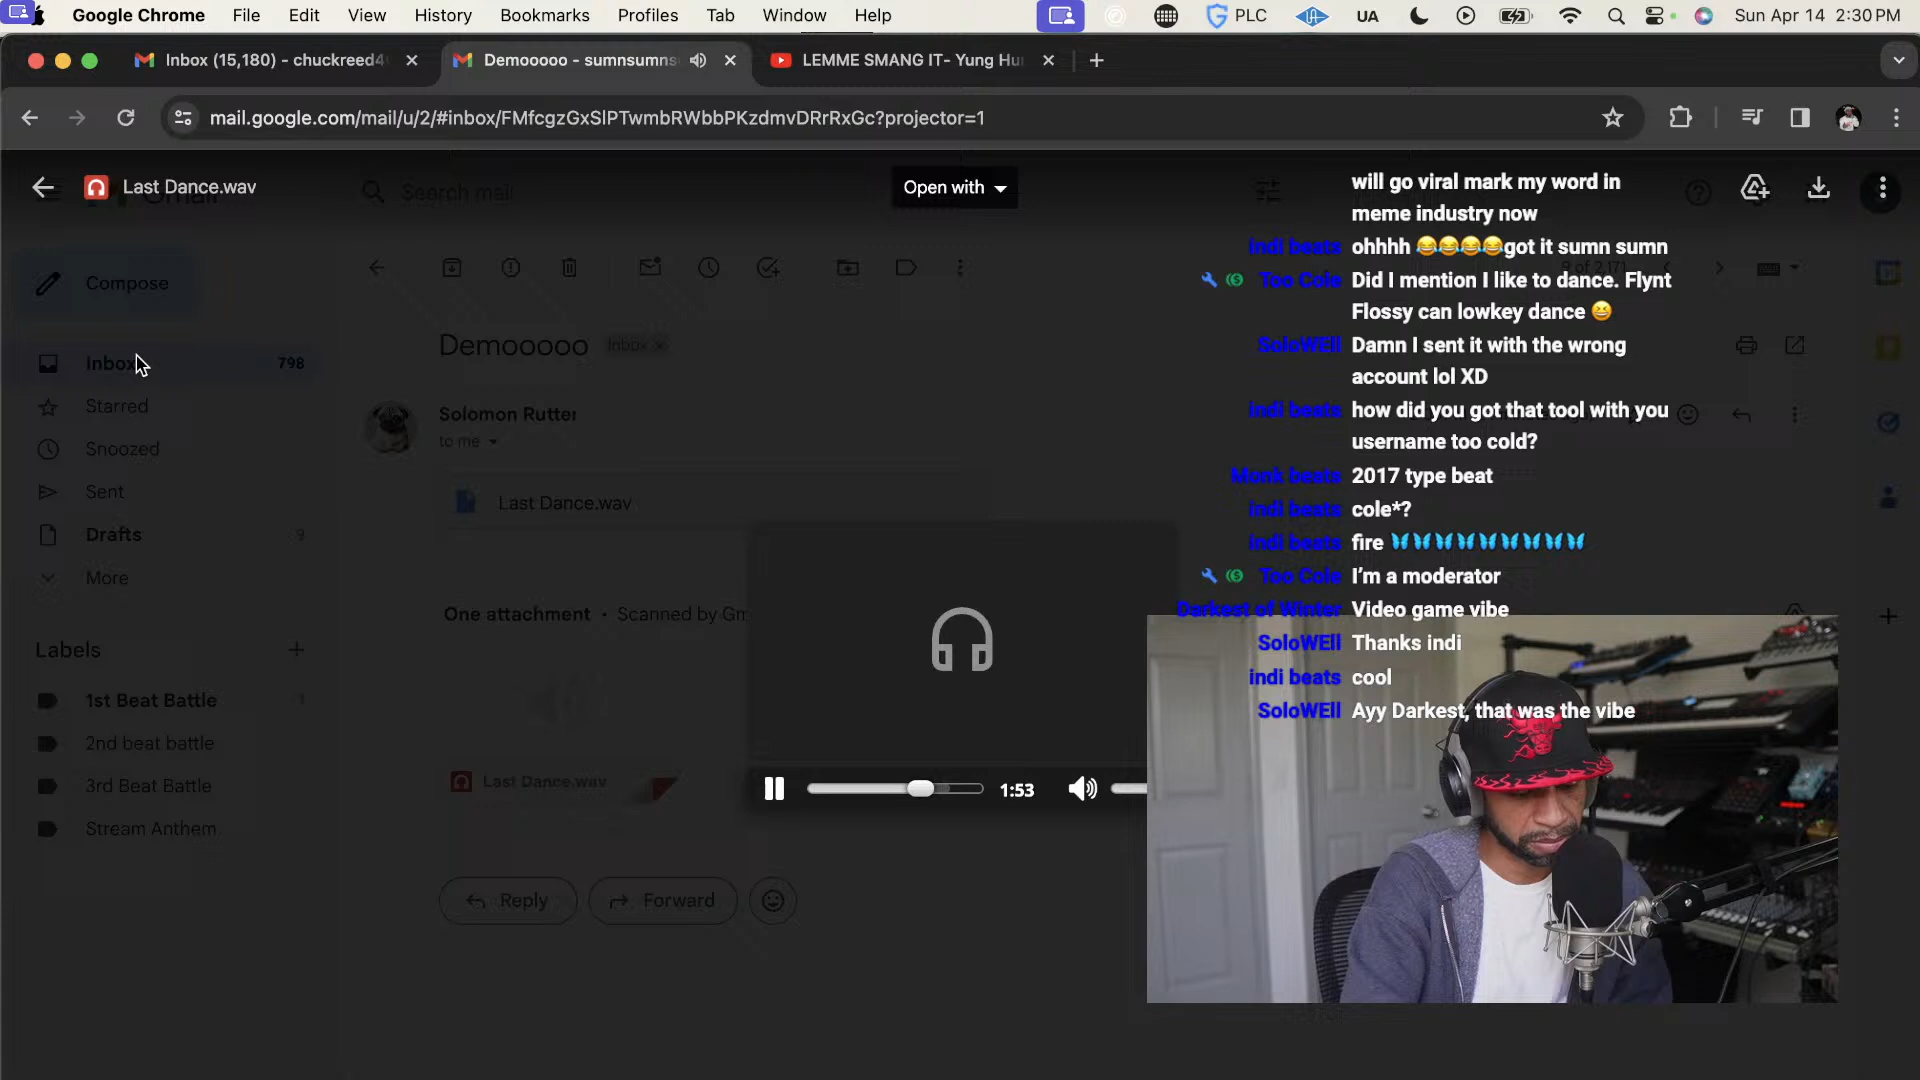 Google Chrome File Edit View History Bookmarks Profiles Tab Window Help PLC UA Sun Apr 14 2:30 PM
Inbox (15,180) - chuckreed4
Demooooo - sumnsumns
LEMME SMANG IT- Yung Hu
mail.google.com/mail/u/2/#inbox/FMfcgzGxSlPTwmbRWbbPKzdmvDRrRxGc?projector=1
Last Dance.wav
Search mail
Open with
Compose
Inbox 798
Starred
Snoozed
Sent
Drafts 9
More
Labels
1st Beat Battle 1
2nd beat battle
3rd Beat Battle
Stream Anthem
Demooooo
Inbox x
Solomon Rutter
to me
Last Dance.wav
One attachment • Scanned by Gm
Last Dance.wav
Reply
Forward
1:53
will go viral mark my word in
meme industry now
indi beats ohhhh 😂😂😂😂got it sumn sumn
Too Cole Did I mention I like to dance. Flynt
Flossy can lowkey dance 😆
SoloWEll Damn I sent it with the wrong
account lol XD
indi beats how did you got that tool with you
username too cold?
Monk beats 2017 type beat
indi beats cole*?
indi beats fire 🦋🦋🦋🦋🦋🦋🦋🦋🦋
Too Cole I'm a moderator
Darkest of Winter Video game vibe
SoloWEll Thanks indi
indi beats cool
SoloWEll Ayy Darkest, that was the vibe